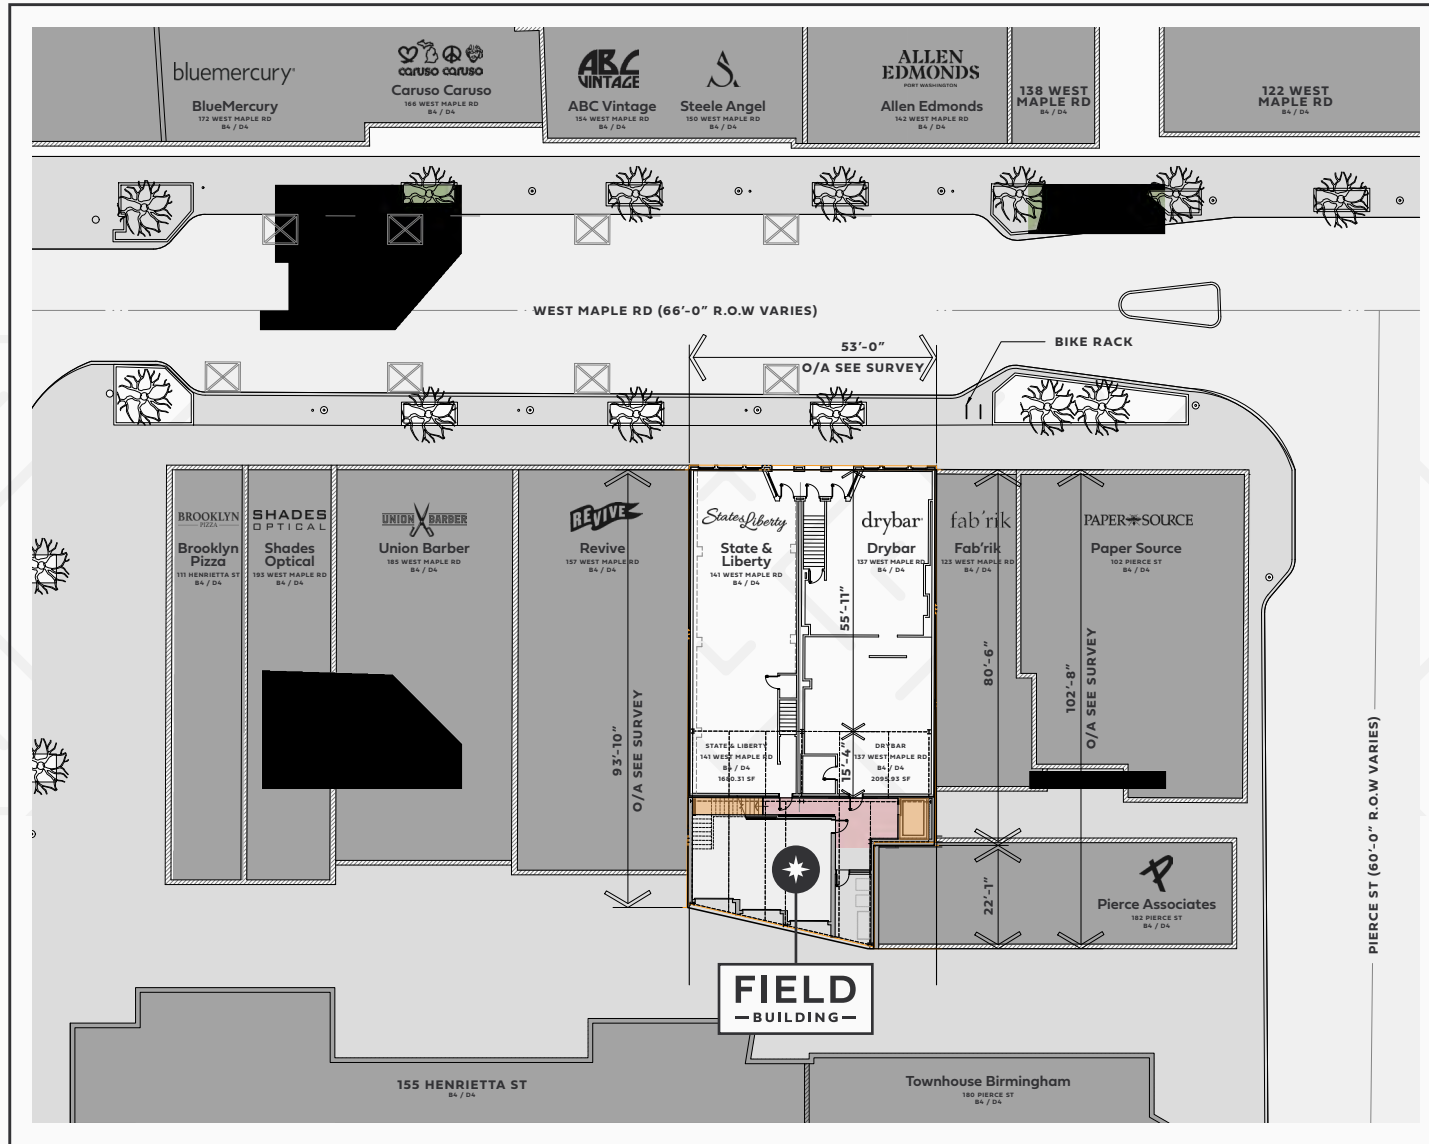 bluemercury
BlueMercury
172 WEST MAPLE RD
B4 / D4
caruso caruso
Caruso Caruso
166 WEST MAPLE RD
B4 / D4
ABC
VINTAGE
ABC Vintage
154 WEST MAPLE RD
B4 / D4
Steele Angel
150 WEST MAPLE RD
B4 / D4
ALLEN
EDMONDS
PORT WASHINGTON
Allen Edmonds
142 WEST MAPLE RD
B4 / D4
138 WEST
MAPLE RD
B4 / D4
122 WEST
MAPLE RD
B4 / D4
WEST MAPLE RD (66'-0" R.O.W VARIES)
53'-0"
O/A SEE SURVEY
BIKE RACK
BROOKLYN
PIZZA
Brooklyn
Pizza
111 HENRIETTA ST
B4 / D4
SHADES
OPTICAL
Shades
Optical
193 WEST MAPLE RD
B4 / D4
UNION BARBER
Union Barber
185 WEST MAPLE RD
B4 / D4
REVIVE
Revive
157 WEST MAPLE RD
B4 / D4
93'-10"
O/A SEE SURVEY
State & Liberty
State &
Liberty
141 WEST MAPLE RD
B4 / D4
drybar
Drybar
137 WEST MAPLE RD
B4 / D4
55'-11"
fab'rik
Fab'rik
123 WEST MAPLE RD
B4 / D4
80'-6"
PAPER SOURCE
Paper Source
102 PIERCE ST
B4 / D4
102'-8"
O/A SEE SURVEY
STATE & LIBERTY
141 WEST MAPLE RD
B4 / D4
1680.31 SF
15'-4"
DRYBAR
137 WEST MAPLE RD
B4 / D4
2095.93 SF
22'-1"
Pierce Associates
182 PIERCE ST
B4 / D4
PIERCE ST (60'-0" R.O.W VARIES)
FIELD
BUILDING
155 HENRIETTA ST
B4 / D4
Townhouse Birmingham
180 PIERCE ST
B4 / D4